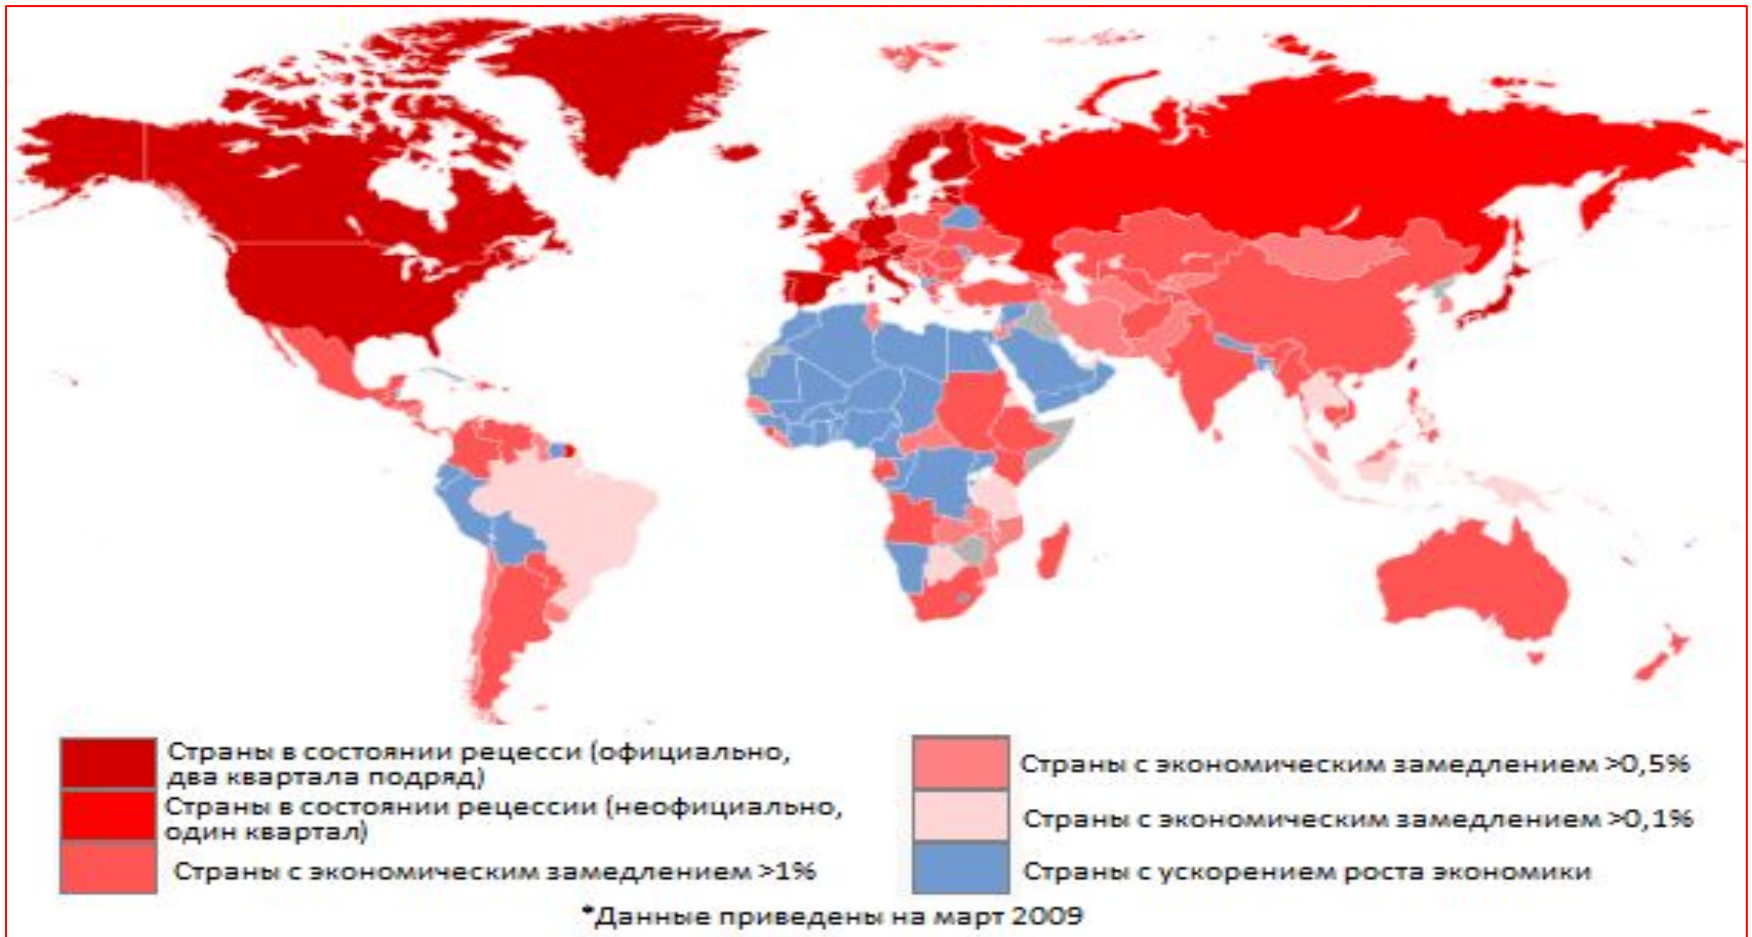 Страны в состоянии рецесси (официально,
два квартала подряд)
Страны в состоянии рецессии (неофициально,
один квартал)
Страны с экономическим замедлением >1%
Страны с экономическим замедлением >0,5%
Страны с экономическим замедлением >0,1%
Страны с ускорением роста экономики
*Данные приведены на март 2009